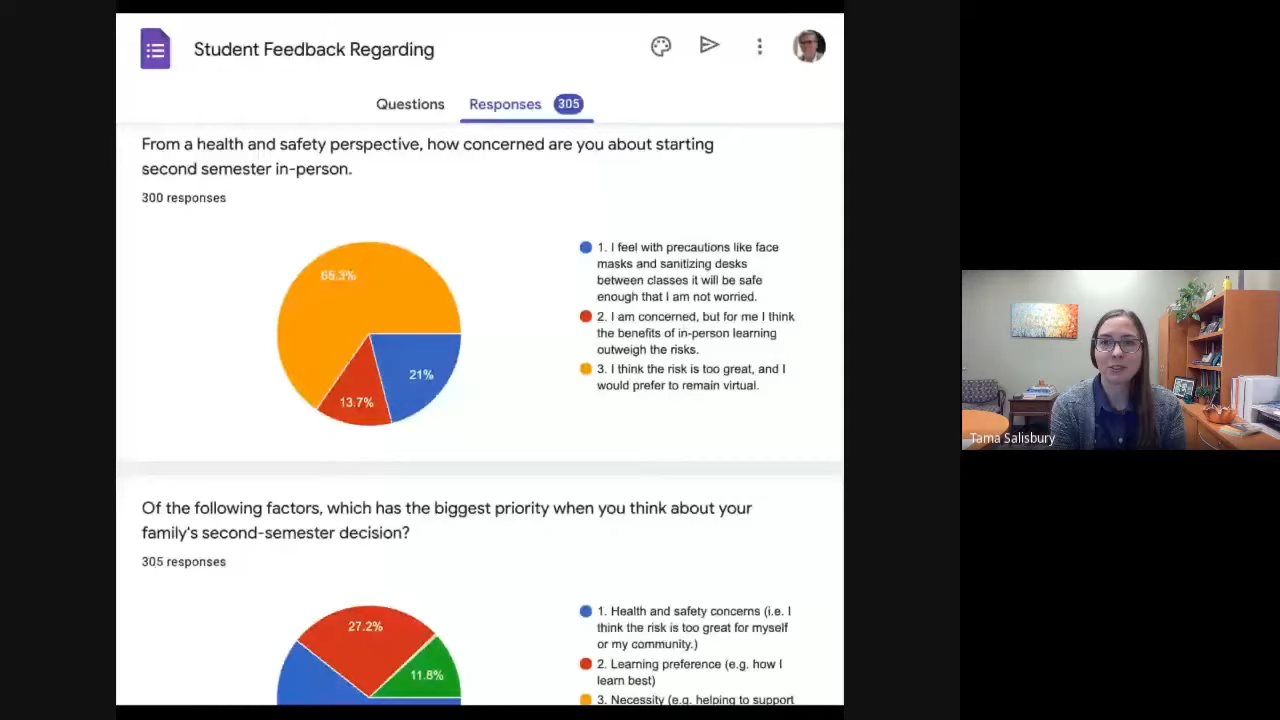 Student Feedback Regarding
Questions
Responses
305
From a health and safety perspective, how concerned are you about starting
second semester in-person.
300 responses
65.3%
21%
13.7%
1. I feel with precautions like face
masks and sanitizing desks
between classes it will be safe
enough that I am not worried.
2. I am concerned, but for me I think
the benefits of in-person learning
outweigh the risks.
3. I think the risk is too great, and I
would prefer to remain virtual.
Of the following factors, which has the biggest priority when you think about your
family's second-semester decision?
305 responses
27.2%
11.8%
1. Health and safety concerns (i.e. I
think the risk is too great for myself
or my community.)
2. Learning preference (e.g. how I
learn best)
3. Necessity (e.g. helping to support
Tama Salisbury